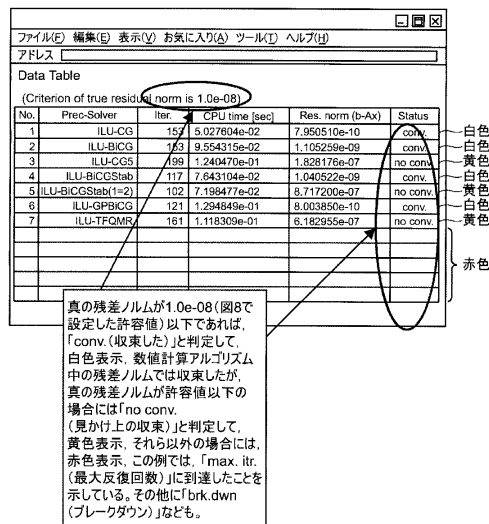 ファイル(F) 編集(E) 表示(V) お気に入り(A) ツール(T) ヘルプ(H)
アドレス
Data Table
(Criterion of true residual norm is 1.0e-08)
No. Prec-Solver Iter. CPU time [sec] Res. norm (b-Ax) Status
1 ILU-CG 153 5.027604e-02 7.950510e-10 conv. 白色
2 ILU-BiCG 153 9.554315e-02 1.105259e-09 conv. 白色
3 ILU-CG5 199 1.240470e-01 1.828176e-07 no conv. 黄色
4 ILU-BiCGStab 117 7.643104e-02 1.040522e-09 conv. 白色
5 ILU-BiCGStab(1=2) 102 7.198477e-02 8.717200e-07 no conv. 黄色
6 ILU-GPBiCG 121 1.294849e-01 8.003850e-10 conv. 白色
7 ILU-TFQMR 161 1.118309e-01 6.182955e-07 no conv. 黄色
赤色
真の残差ノルムが1.0e-08(図8で
設定した許容値)以下であれば,
「conv.(収束した)」と判定して,
白色表示, 数値計算アルゴリズム
中の残差ノルムでは収束したが,
真の残差ノルムが許容値以下の
場合には「no conv.
(見かけ上の収束)」と判定して,
黄色表示, それら以外の場合には,
赤色表示, この例では,「max. itr.
(最大反復回数)」に到達したことを
示している。その他に「brk.dwn
(ブレークダウン)」なども。